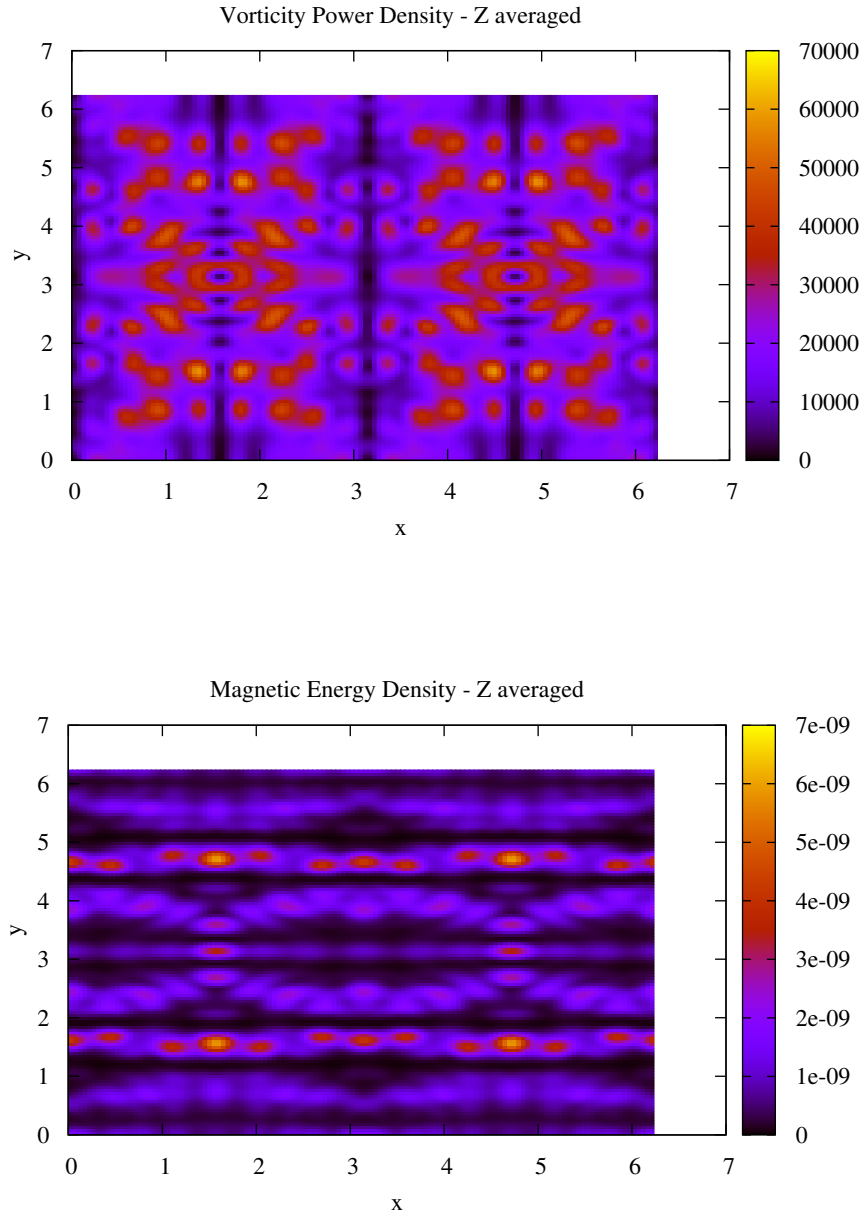 Vorticity Power Density - Z averaged
7
6
5
4
3
2
1
0
y
0 1 2 3 4 5 6 7
x
70000
60000
50000
40000
30000
20000
10000
0
Magnetic Energy Density - Z averaged
7
6
5
4
3
2
1
0
y
0 1 2 3 4 5 6 7
x
7e-09
6e-09
5e-09
4e-09
3e-09
2e-09
1e-09
0